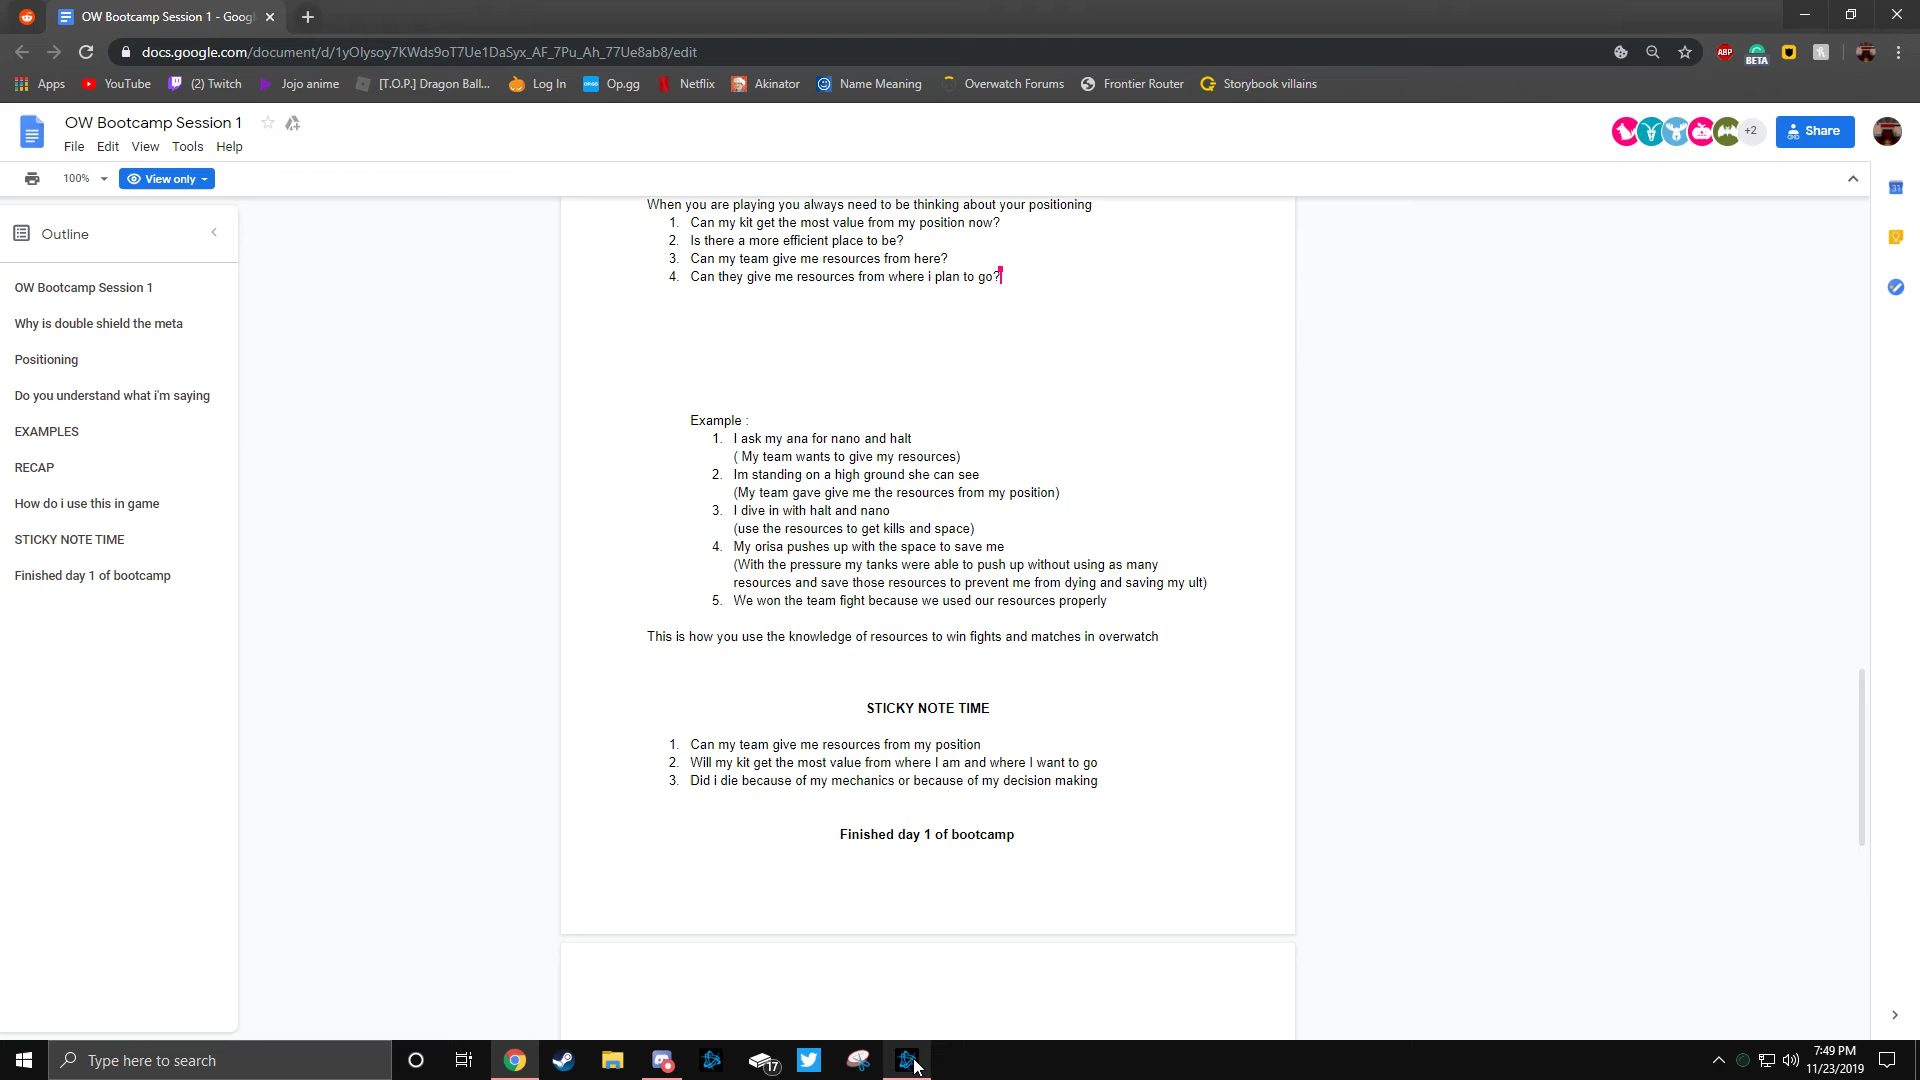 OW Bootcamp Session 1 - Googl
docs.google.com/document/d/1yOlysoy7KWds9oT7Ue1DaSyx_AF_7Pu_Ah_77Ue8ab8/edit
ABP
BETA
Apps
YouTube
(2) Twitch
Jojo anime
[T.O.P.] Dragon Ball...
Log In
OP.GG
Op.gg
Netflix
Akinator
Name Meaning
Overwatch Forums
Frontier Router
Storybook villains
OW Bootcamp Session 1
File Edit View Tools Help
+2
Share
100%
View only
31
Outline
OW Bootcamp Session 1
Why is double shield the meta
Positioning
Do you understand what i'm saying
EXAMPLES
RECAP
How do i use this in game
STICKY NOTE TIME
Finished day 1 of bootcamp
When you are playing you always need to be thinking about your positioning
1. Can my kit get the most value from my position now?
2. Is there a more efficient place to be?
3. Can my team give me resources from here?
4. Can they give me resources from where i plan to go?
Example :
1. I ask my ana for nano and halt
( My team wants to give my resources)
2. Im standing on a high ground she can see
(My team gave give me the resources from my position)
3. I dive in with halt and nano
(use the resources to get kills and space)
4. My orisa pushes up with the space to save me
(With the pressure my tanks were able to push up without using as many
resources and save those resources to prevent me from dying and saving my ult)
5. We won the team fight because we used our resources properly
This is how you use the knowledge of resources to win fights and matches in overwatch
STICKY NOTE TIME
1. Can my team give me resources from my position
2. Will my kit get the most value from where I am and where I want to go
3. Did i die because of my mechanics or because of my decision making
Finished day 1 of bootcamp
Type here to search
17
7:49 PM
11/23/2019